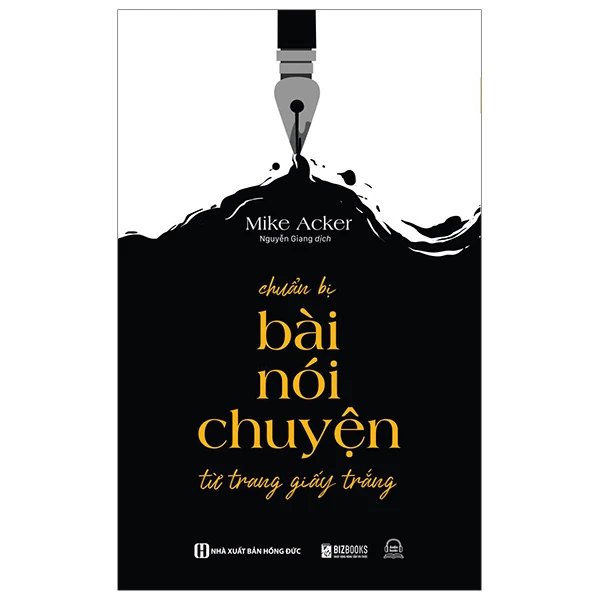 Mike Acker
Nguyễn Giang dịch
chuẩn bị
bài
nói
chuyện
từ trang giấy trắng
NHÀ XUẤT BẢN HỒNG ĐỨC
BIZBOOKS